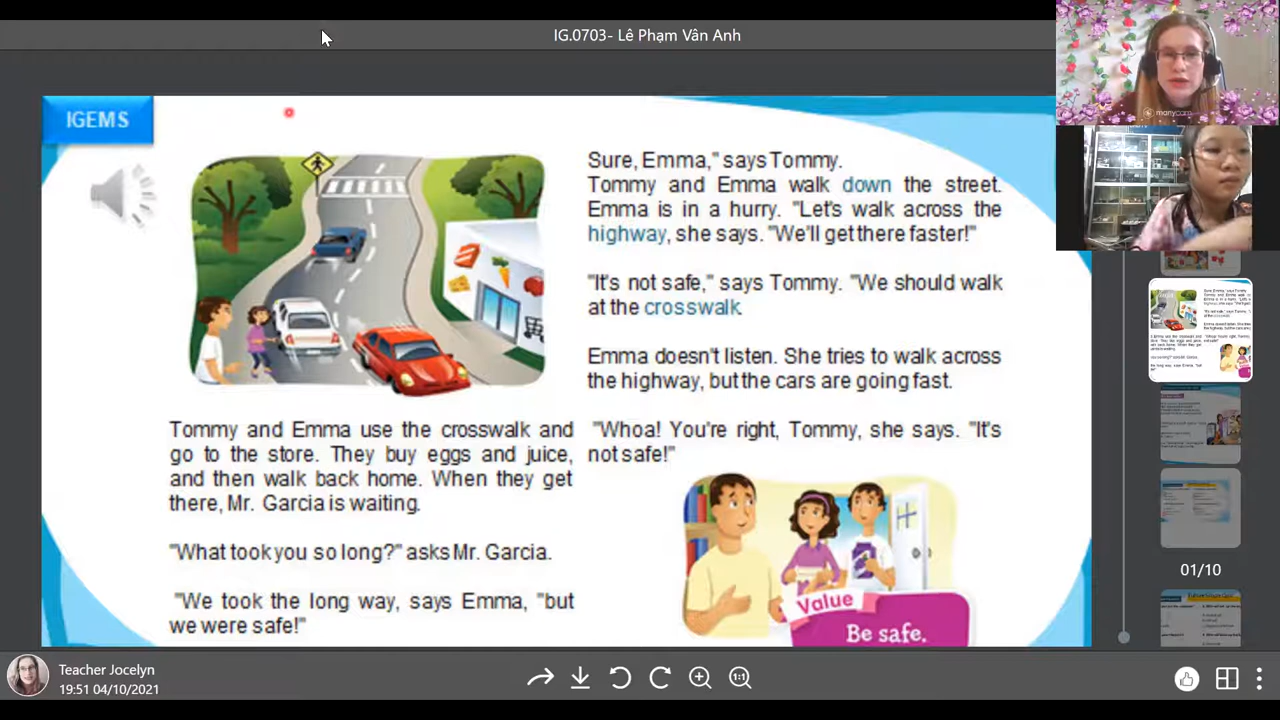 IG.0703- Lê Phạm Vân Anh
manycam
IGEMS
Sure, Emma," says Tommy.
Tommy and Emma walk down the street.
Emma is in a hurry. "Let's walk across the
highway, she says. "We'll get there faster!"
"It's not safe," says Tommy. "We should walk
at the crosswalk.
Emma doesn't listen. She tries to walk across
the highway, but the cars are going fast.
"Whoa! You're right, Tommy, she says. "It's
not safe!"
Tommy and Emma use the crosswalk and
go to the store. They buy eggs and juice,
and then walk back home. When they get
there, Mr. Garcia is waiting.
"What took you so long?" asks Mr. Garcia.
"We took the long way, says Emma, "but
we were safe!"
Value
Be safe.
01/10
Teacher Jocelyn
19:51 04/10/2021
1:1